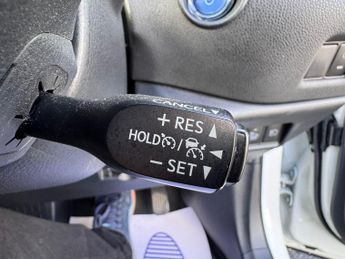 CANCEL
+ RES
HOLD /
− SET